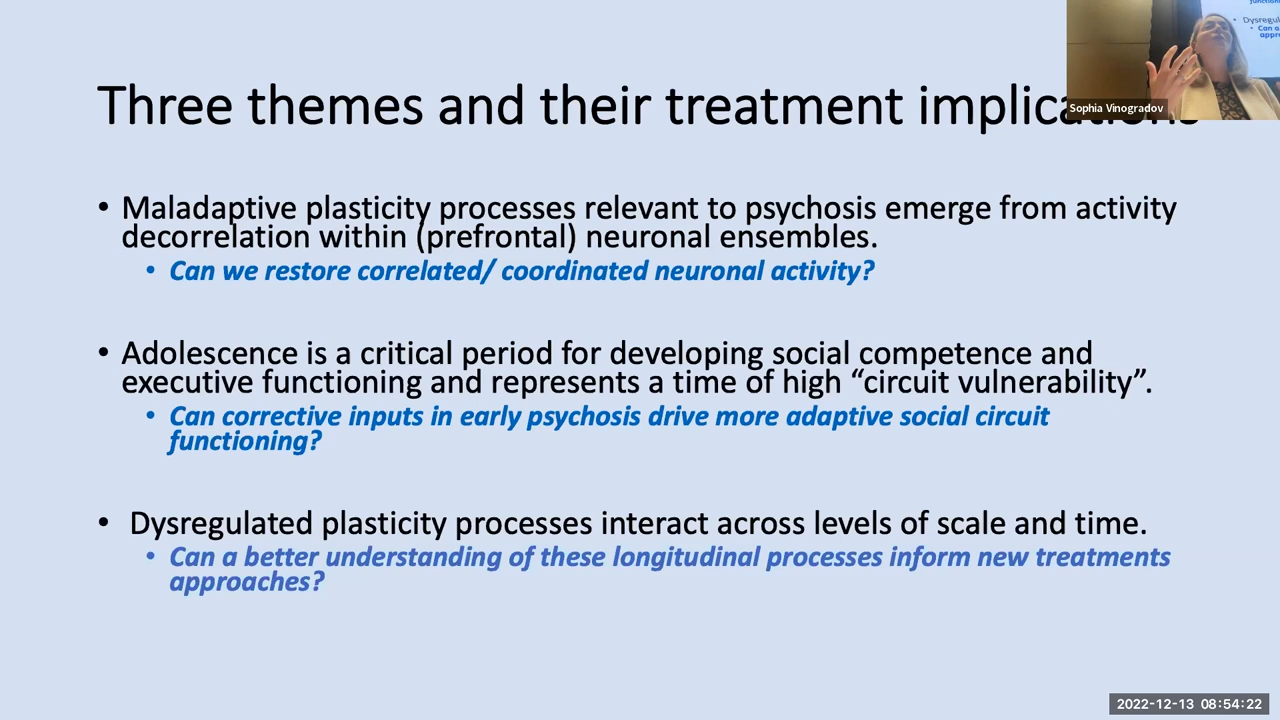 Three themes and their treatment implications
• Maladaptive plasticity processes relevant to psychosis emerge from activity
decorrelation within (prefrontal) neuronal ensembles.
• Can we restore correlated/ coordinated neuronal activity?
• Adolescence is a critical period for developing social competence and
executive functioning and represents a time of high “circuit vulnerability”.
• Can corrective inputs in early psychosis drive more adaptive social circuit
functioning?
• Dysregulated plasticity processes interact across levels of scale and time.
• Can a better understanding of these longitudinal processes inform new treatments
approaches?
Sophia Vinogradov
2022-12-13 08:54:22